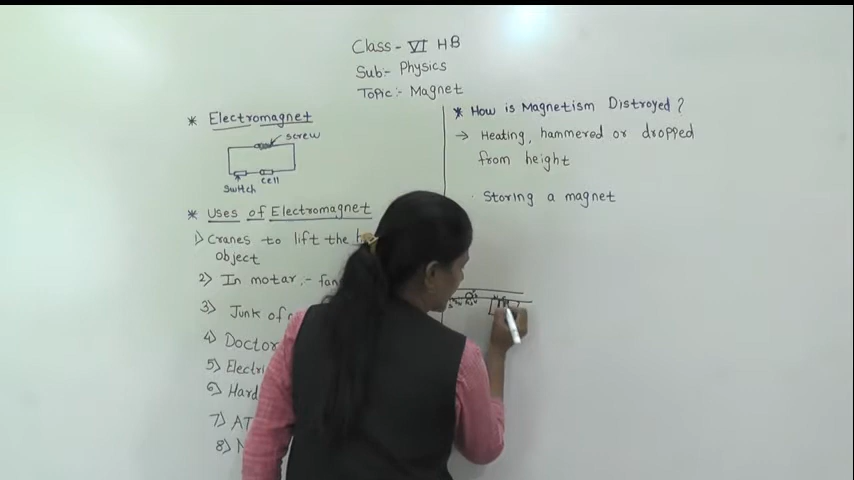 Class - VI HB
Sub:- Physics
Topic:- Magnet
* Electromagnet
screw
cell
Switch
* Uses of Electromagnet
1) Cranes to lift the
object
2) In motar :- fan
3) Junk of
4) Doctor
5) Electri
6) Hard
7) AT
8)
* How is Magnetism Distroyed?
→ Heating, hammered or dropped
from height
· Storing a magnet